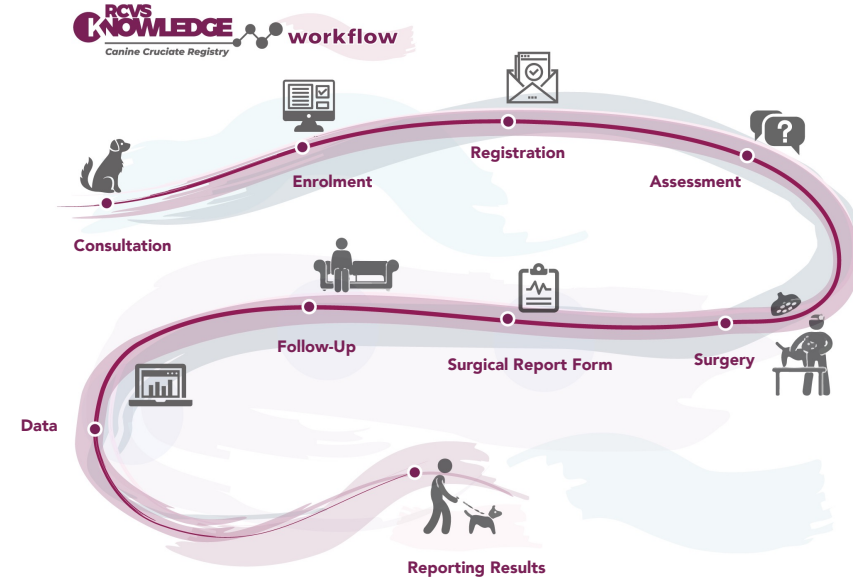 RCVS
KNOWLEDGE
Canine Cruciate Registry
workflow
Consultation
Enrolment
Registration
Assessment
?
Surgery
Surgical Report Form
Follow-Up
Data
Reporting Results